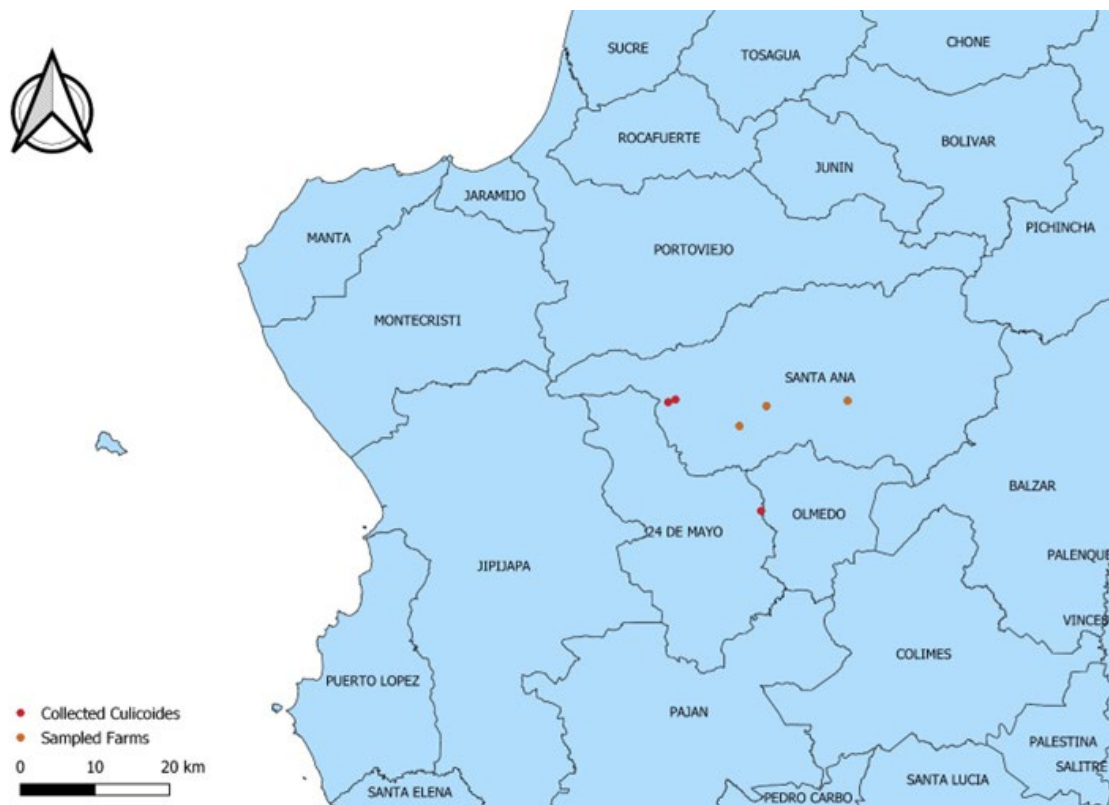 SUCRE
TOSAGUA
CHONE
ROCAFUERTE
BOLIVAR
JUNIN
JARAMIJO
MANTA
PORTOVIEJO
PICHINCHA
MONTECRISTI
SANTA ANA
BALZAR
OLMEDO
24 DE MAYO
PALENQUE
JIPIJAPA
COLIMES
PUERTO LOPEZ
PAJAN
Collected Culicoides
Sampled Farms
0 10 20 km
PALESTINA
SALITRE
SANTA LUCIA
SANTA ELENA
PEDRO CARBO